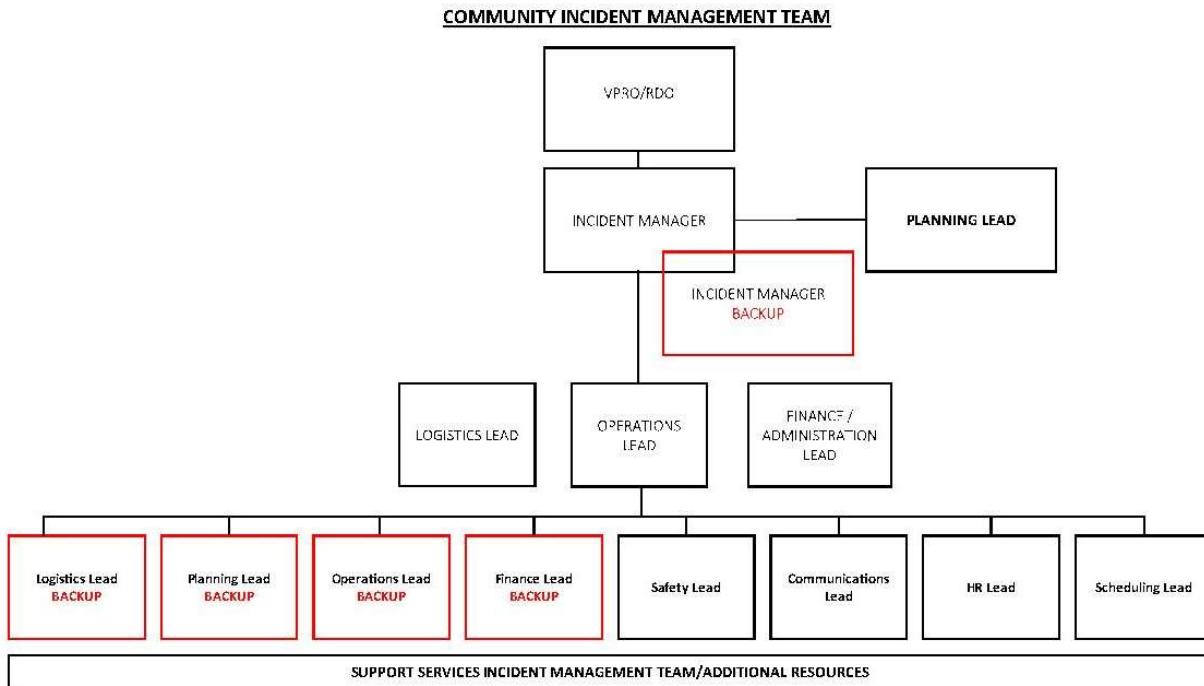 COMMUNITY INCIDENT MANAGEMENT TEAM
VPRO/RDO
INCIDENT MANAGER
PLANNING LEAD
INCIDENT MANAGER
BACKUP
LOGISTICS LEAD
OPERATIONS
LEAD
FINANCE /
ADMINISTRATION
LEAD
Logistics Lead
BACKUP
Planning Lead
BACKUP
Operations Lead
BACKUP
Finance Lead
BACKUP
Safety Lead
Communications
Lead
HR Lead
Scheduling Lead
SUPPORT SERVICES INCIDENT MANAGEMENT TEAM/ADDITIONAL RESOURCES